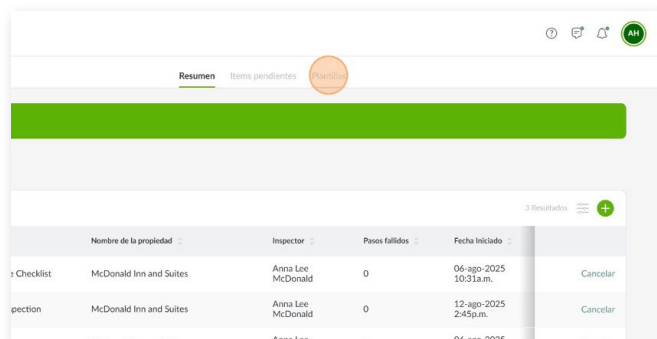 AH
Resumen Items pendientes Plantillas
3 Resultados
Nombre de la propiedad Inspector Pasos fallidos Fecha Iniciado
e Checklist McDonald Inn and Suites Anna Lee McDonald 0 06-ago-2025 10:31a.m. Cancelar
pection McDonald Inn and Suites Anna Lee McDonald 0 12-ago-2025 2:45p.m. Cancelar